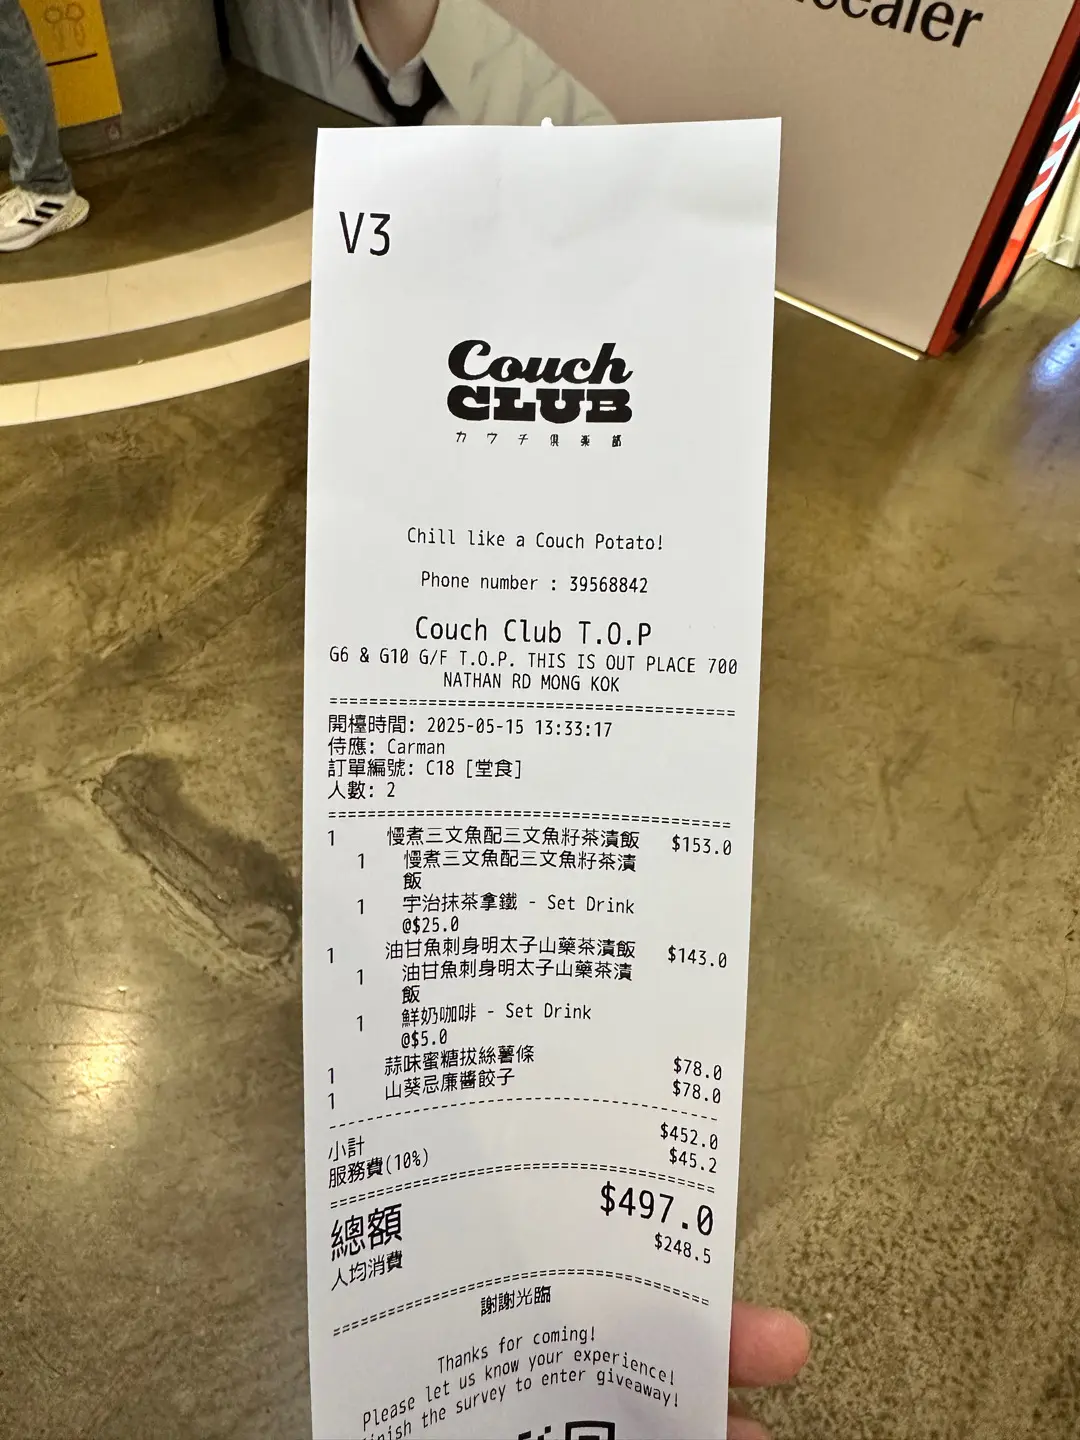 cealer
V3
Couch
CLUB
カウチ倶楽部
Chill like a Couch Potato!
Phone number : 39568842
Couch Club T.O.P
G6 & G10 G/F T.O.P. THIS IS OUT PLACE 700
NATHAN RD MONG KOK
開檯時間: 2025-05-15 13:33:17
侍應: Carman
訂單編號: C18 [堂食]
人數: 2
1 慢煮三文魚配三文魚籽茶漬飯 $153.0
1 慢煮三文魚配三文魚籽茶漬
飯
1 宇治抹茶拿鐵 - Set Drink
@$25.0
1 油甘魚刺身明太子山藥茶漬飯 $143.0
1 油甘魚刺身明太子山藥茶漬
飯
1 鮮奶咖啡 - Set Drink
@$5.0
1 蒜味蜜糖拔絲薯條 $78.0
1 山葵忌廉醬餃子 $78.0
小計 $452.0
服務費(10%) $45.2
總額 $497.0
人均消費 $248.5
謝謝光臨
Thanks for coming!
Please let us know your experience!
inish the survey to enter giveaway!